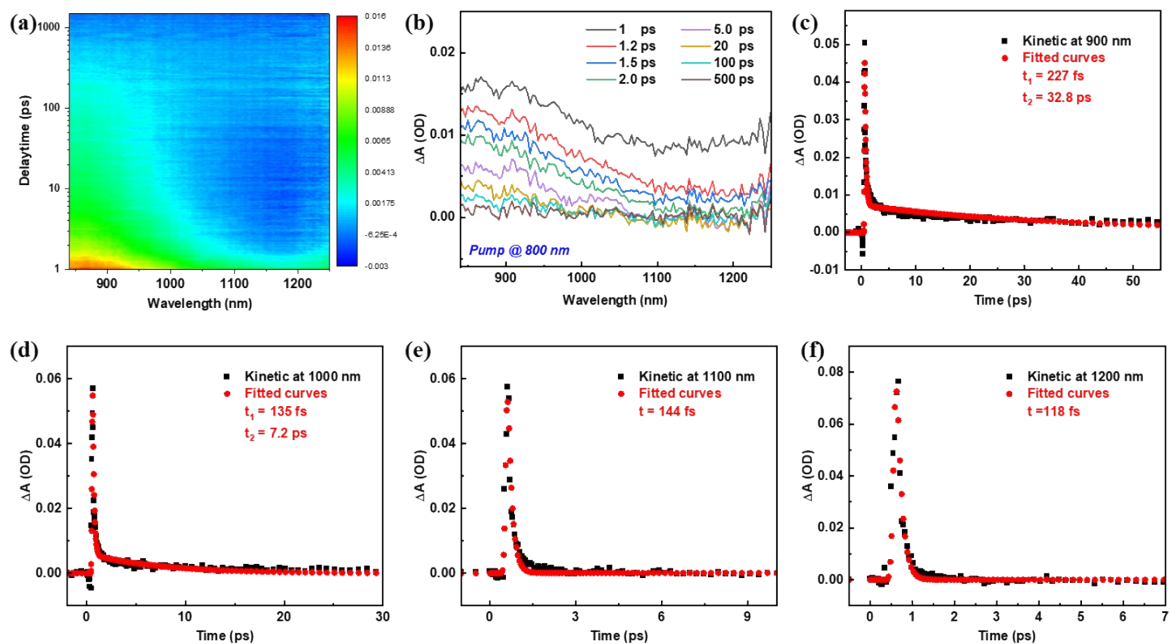 (a)
Delaytime (ps)
1000
100
10
1
900 1000 1100 1200
Wavelength (nm)
0.016
0.0136
0.0113
0.00888
0.0065
0.00413
0.00175
-6.25E-4
-0.003
(b)
ΔA (OD)
0.02
0.01
0.00
1 ps
1.2 ps
1.5 ps
2.0 ps
5.0 ps
20 ps
100 ps
500 ps
Pump @ 800 nm
900 1000 1100 1200
Wavelength (nm)
(c)
ΔA (OD)
0.05
0.04
0.03
0.02
0.01
0.00
-0.01
Kinetic at 900 nm
Fitted curves
t₁ = 227 fs
t₂ = 32.8 ps
0 10 20 30 40 50
Time (ps)
(d)
ΔA (OD)
0.06
0.04
0.02
0.00
Kinetic at 1000 nm
Fitted curves
t₁ = 135 fs
t₂ = 7.2 ps
0 10 20 30
Time (ps)
(e)
ΔA (OD)
0.06
0.04
0.02
0.00
Kinetic at 1100 nm
Fitted curves
t = 144 fs
0 3 6 9
Time (ps)
(f)
ΔA (OD)
0.08
0.06
0.04
0.02
0.00
Kinetic at 1200 nm
Fitted curves
t =118 fs
0 1 2 3 4 5 6 7
Time (ps)